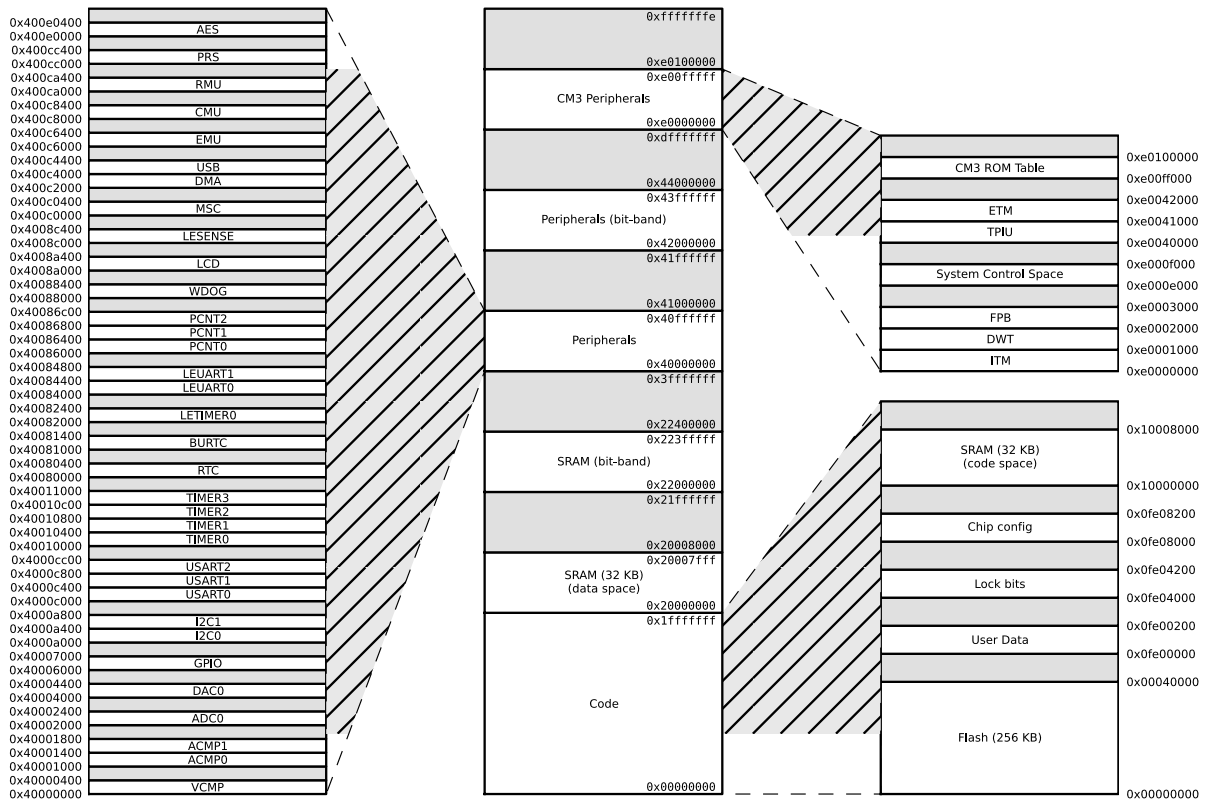 0x400e0400
AES
0x400e0000
0x400cc400
PRS
0x400cc000
0x400ca400
RMU
0x400ca000
0x400c8400
CMU
0x400c8000
0x400c6400
EMU
0x400c6000
0x400c4400
USB
0x400c4000
DMA
0x400c2000
0x400c0400
MSC
0x400c0000
0x4008c400
LESENSE
0x4008c000
0x4008a400
LCD
0x4008a000
0x40088400
WDOG
0x40088000
0x40086c00
PCNT2
0x40086800
PCNT1
0x40086400
PCNT0
0x40086000
0x40084800
LEUART1
0x40084400
LEUART0
0x40084000
0x40082400
LETIMER0
0x40082000
0x40081400
BURTC
0x40081000
0x40080400
RTC
0x40080000
0x40011000
TIMER3
0x40010c00
TIMER2
0x40010800
TIMER1
0x40010400
TIMER0
0x40010000
0x4000cc00
USART2
0x4000c800
USART1
0x4000c400
USART0
0x4000c000
0x4000a800
I2C1
0x4000a400
I2C0
0x4000a000
0x40007000
GPIO
0x40006000
0x40004400
DAC0
0x40004000
0x40002400
ADC0
0x40002000
0x40001800
ACMP1
0x40001400
ACMP0
0x40001000
0x40000400
VCMP
0x40000000
0xfffffffe
0xe0100000
0xe00fffff
CM3 Peripherals
0xe0000000
0xdfffffff
0x44000000
0x43ffffff
Peripherals (bit-band)
0x42000000
0x41ffffff
0x41000000
0x40ffffff
Peripherals
0x40000000
0x3fffffff
0x22400000
0x223fffff
SRAM (bit-band)
0x22000000
0x21ffffff
0x20008000
0x20007fff
SRAM (32 KB)
(data space)
0x20000000
0x1fffffff
Code
0x00000000
0xe0100000
CM3 ROM Table
0xe00ff000
0xe0042000
ETM
0xe0041000
TPIU
0xe0040000
0xe000f000
System Control Space
0xe000e000
0xe0003000
FPB
0xe0002000
DWT
0xe0001000
ITM
0xe0000000
0x10008000
SRAM (32 KB)
(code space)
0x10000000
0x0fe08200
Chip config
0x0fe08000
0x0fe04200
Lock bits
0x0fe04000
0x0fe00200
User Data
0x0fe00000
0x00040000
Flash (256 KB)
0x00000000